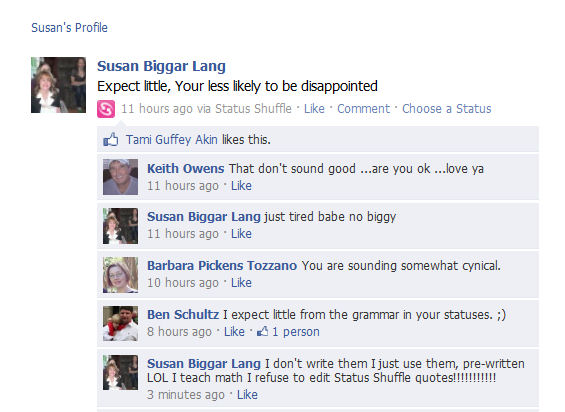 Susan's Profile
Susan Biggar Lang
Expect little, Your less likely to be disappointed
11 hours ago via Status Shuffle · Like · Comment · Choose a Status
Tami Guffey Akin likes this.
Keith Owens That don't sound good ...are you ok ...love ya
11 hours ago · Like
Susan Biggar Lang just tired babe no biggy
11 hours ago · Like
Barbara Pickens Tozzano You are sounding somewhat cynical.
10 hours ago · Like
Ben Schultz I expect little from the grammar in your statuses. ;)
8 hours ago · Like · 1 person
Susan Biggar Lang I don't write them I just use them, pre-written
LOL I teach math I refuse to edit Status Shuffle quotes!!!!!!!!!!!
3 minutes ago · Like